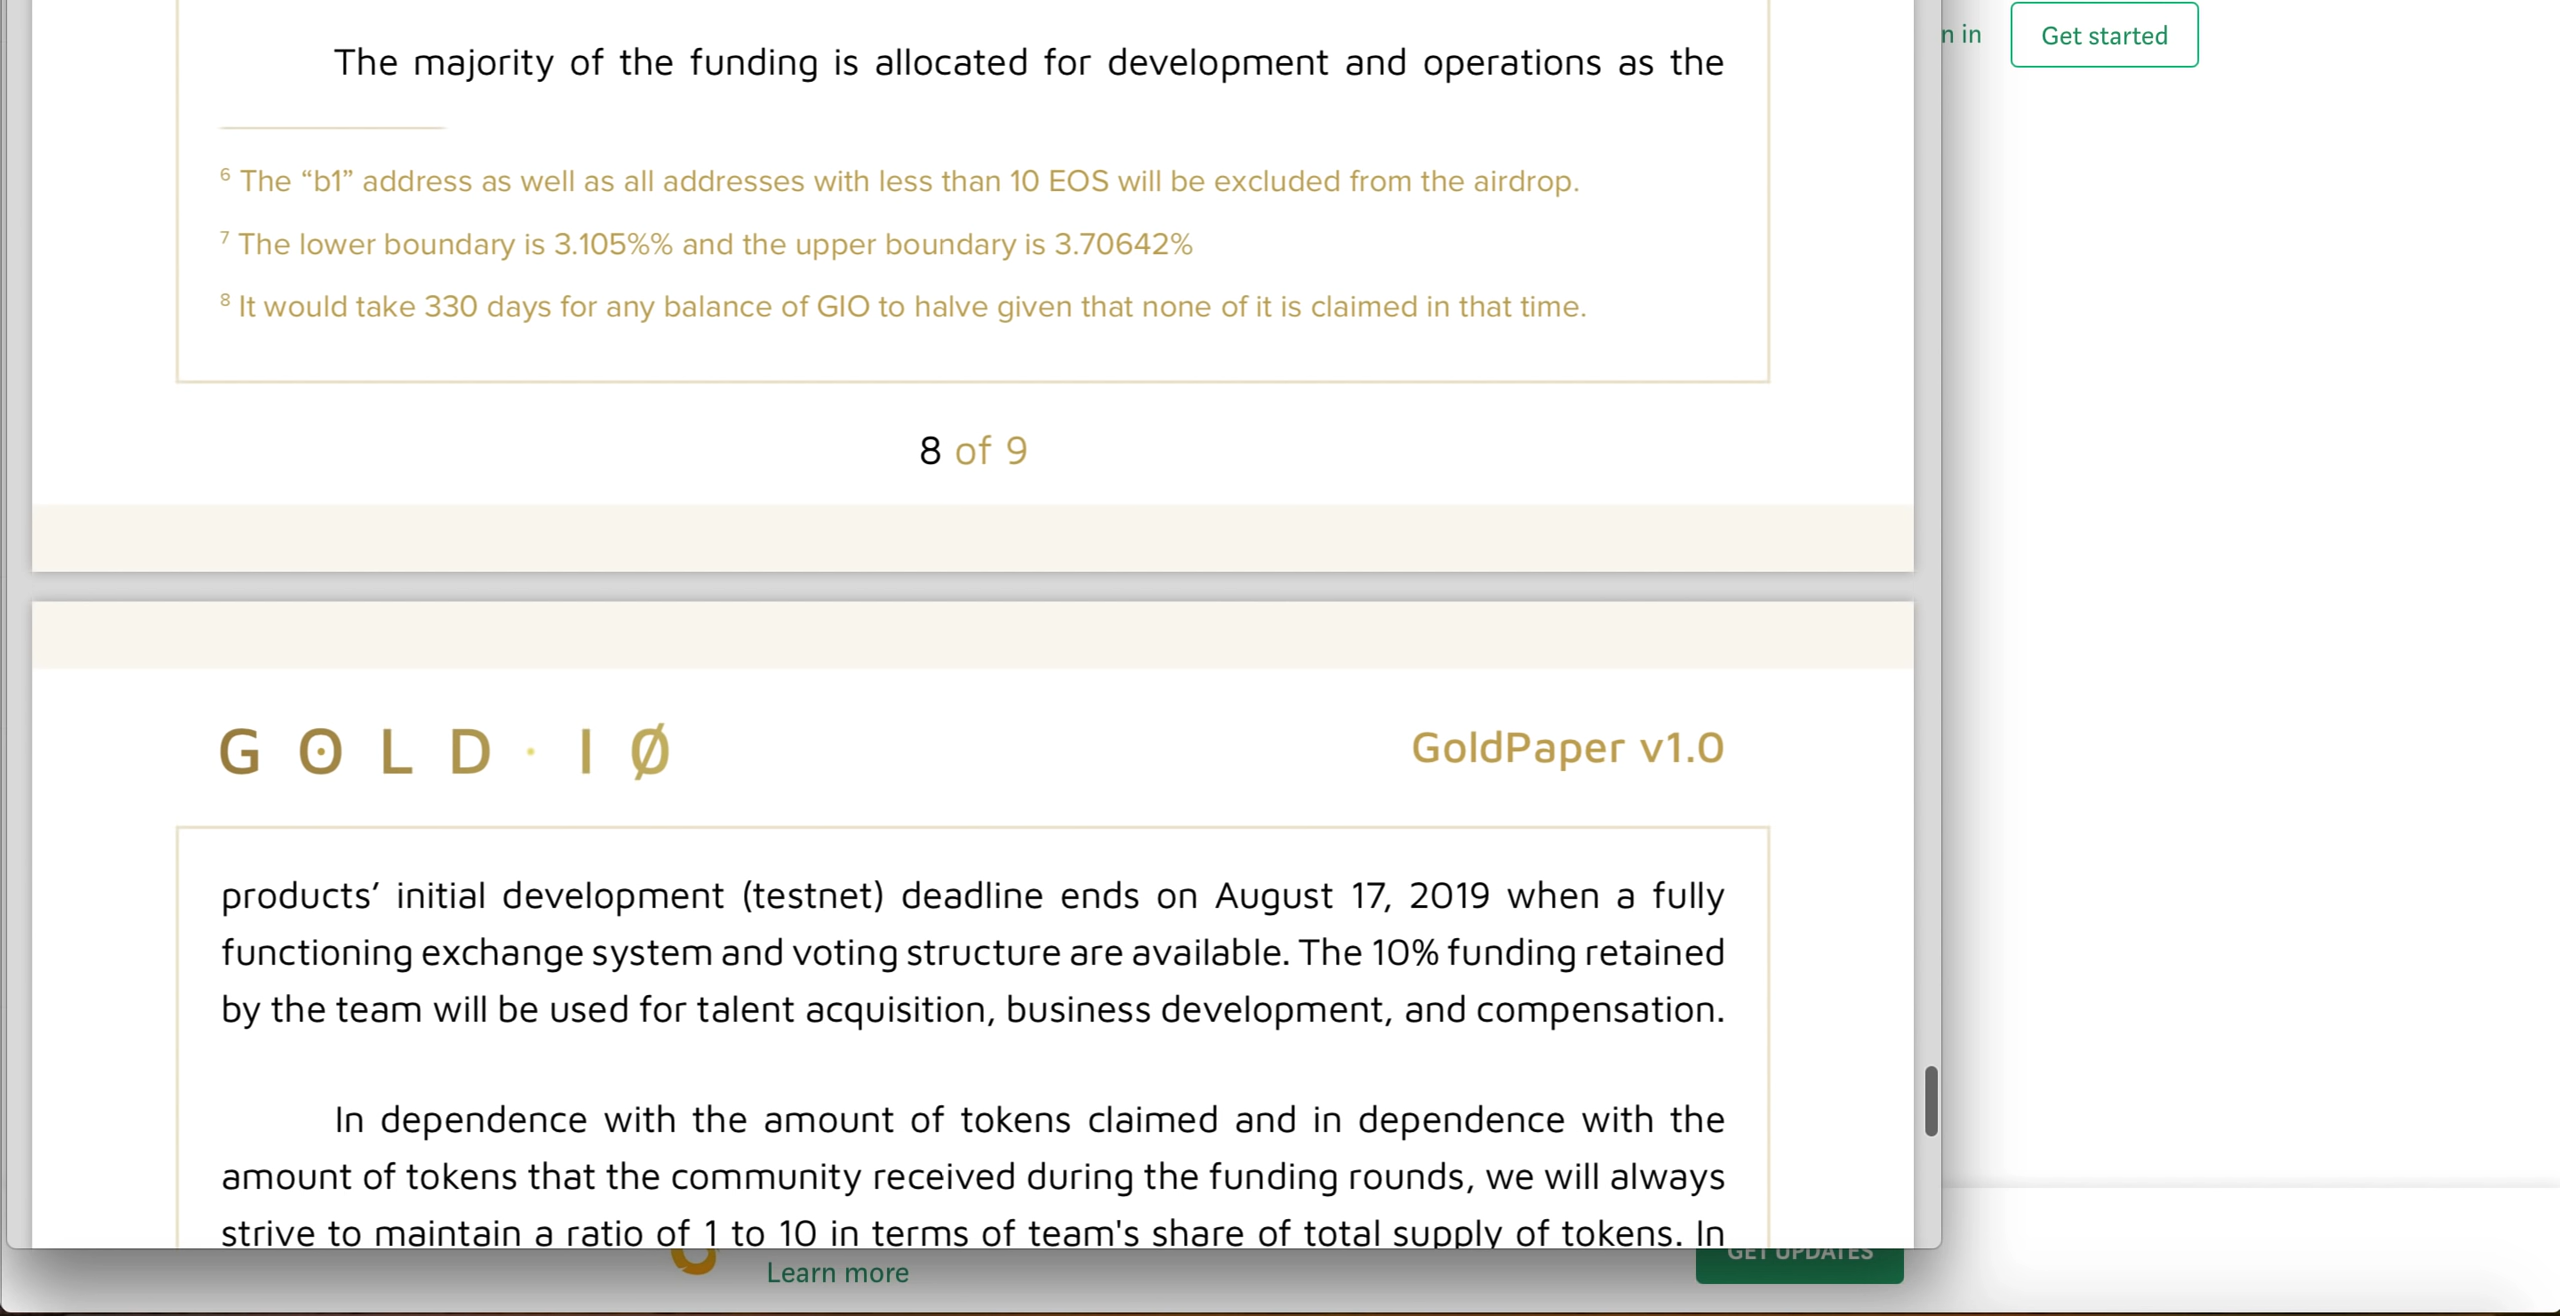 The majority of the funding is allocated for development and operations as the
6 The “b1” address as well as all addresses with less than 10 EOS will be excluded from the airdrop.
7 The lower boundary is 3.105%% and the upper boundary is 3.70642%
8 It would take 330 days for any balance of GIO to halve given that none of it is claimed in that time.
8 of 9
GOLD·IØ
GoldPaper v1.0
products’ initial development (testnet) deadline ends on August 17, 2019 when a fully
functioning exchange system and voting structure are available. The 10% funding retained
by the team will be used for talent acquisition, business development, and compensation.
In dependence with the amount of tokens claimed and in dependence with the
amount of tokens that the community received during the funding rounds, we will always
strive to maintain a ratio of 1 to 10 in terms of team's share of total supply of tokens. In
n in
Get started
Learn more
GET UPDATES